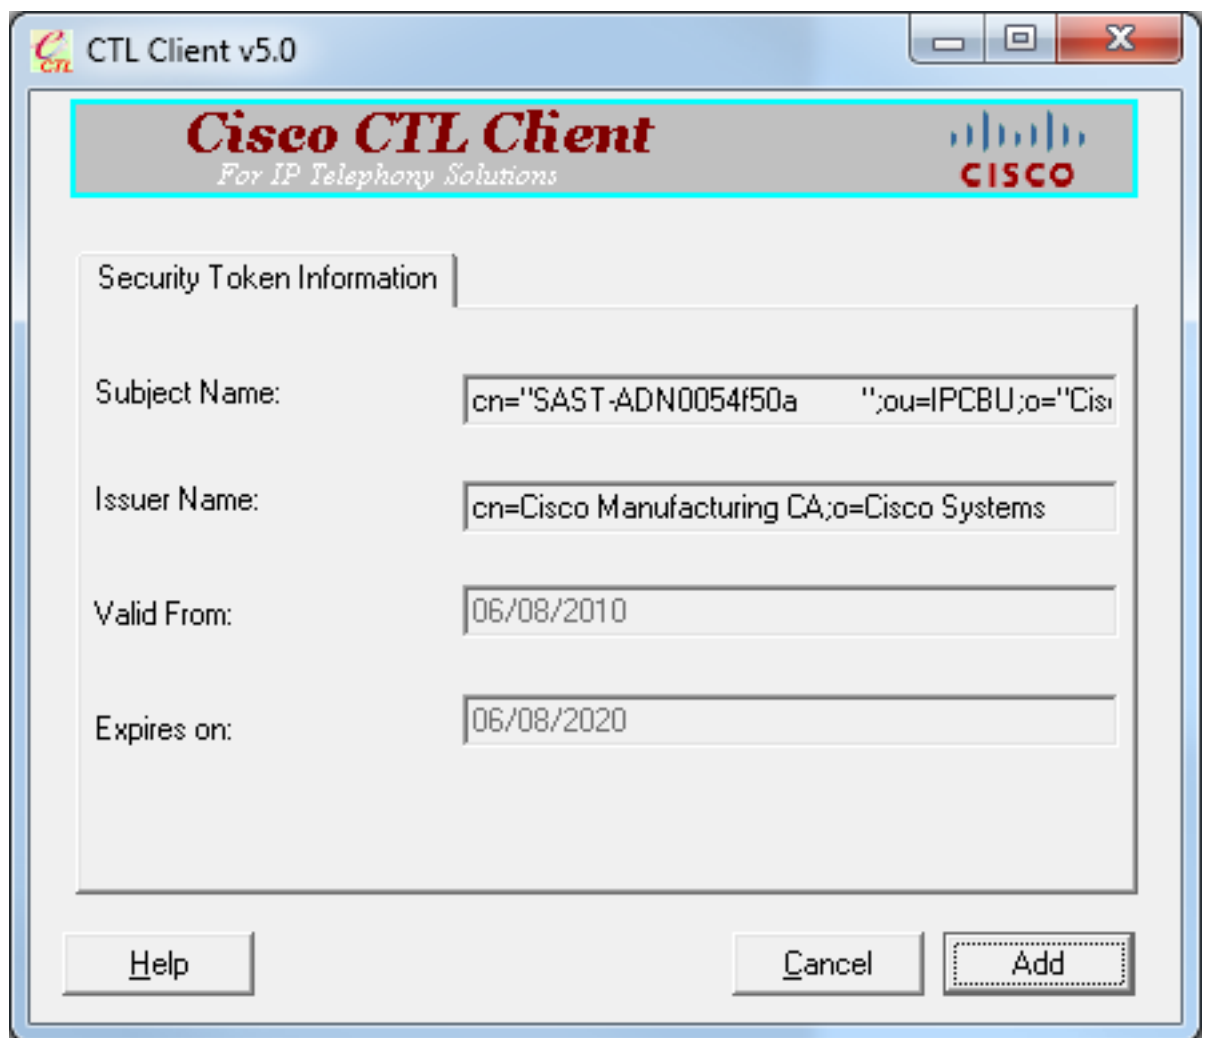 CTL Client v5.0
Cisco CTL Client
For IP Telephony Solutions
CISCO
Security Token Information
Subject Name: cn="SAST-ADN0054f50a        ";ou=IPCBU;o="Cis
Issuer Name: cn=Cisco Manufacturing CA;o=Cisco Systems
Valid From: 06/08/2010
Expires on: 06/08/2020
Help Cancel Add